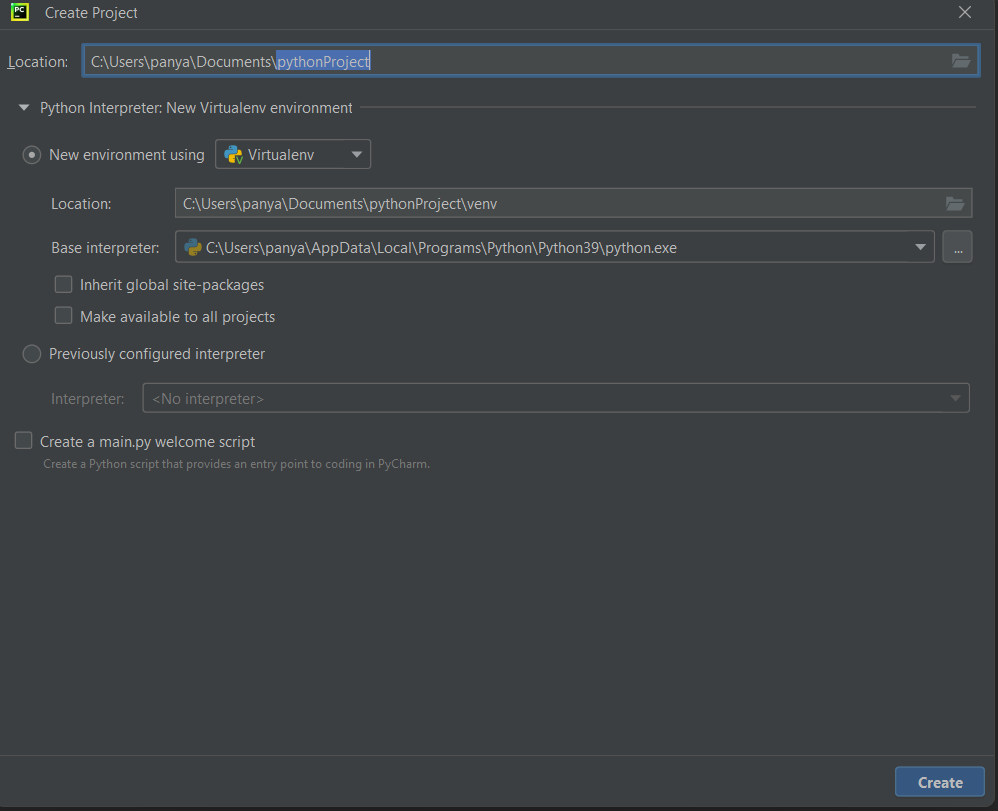 PC
Create Project
Location: C:\Users\panya\Documents\pythonProject
Python Interpreter: New Virtualenv environment
New environment using Virtualenv
Location: C:\Users\panya\Documents\pythonProject\venv
Base interpreter: C:\Users\panya\AppData\Local\Programs\Python\Python39\python.exe ...
Inherit global site-packages
Make available to all projects
Previously configured interpreter
Interpreter: <No interpreter>
Create a main.py welcome script
Create a Python script that provides an entry point to coding in PyCharm.
Create